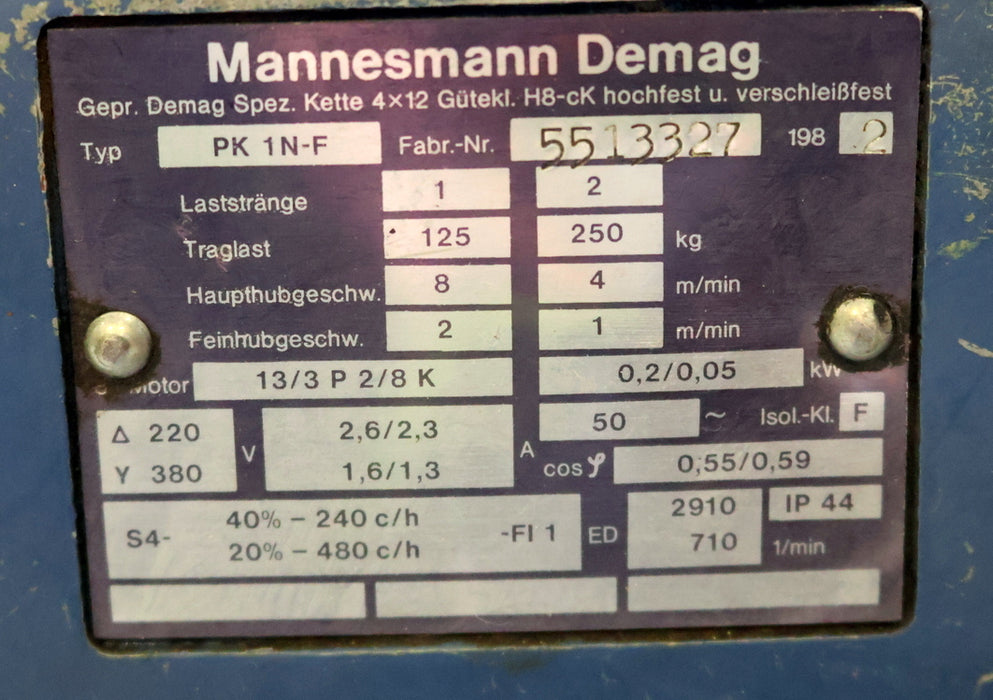 Mannesmann Demag
Gepr. Demag Spez. Kette 4×12 Gütekl. H8-cK hochfest u. verschleißfest
Typ PK 1N-F Fabr.-Nr. 5513327 198 2
Laststränge 1 2
Traglast 125 250 kg
Haupthubgeschw. 8 4 m/min
Feinhubgeschw. 2 1 m/min
Motor 13/3 P 2/8 K 0,2/0,05 kW
Δ 220 V 2,6/2,3 A 50 ~ Isol.-Kl. F
Y 380 1,6/1,3 cos φ 0,55/0,59
S4- 40% – 240 c/h -FI 1 ED 2910 IP 44
20% – 480 c/h 710 1/min